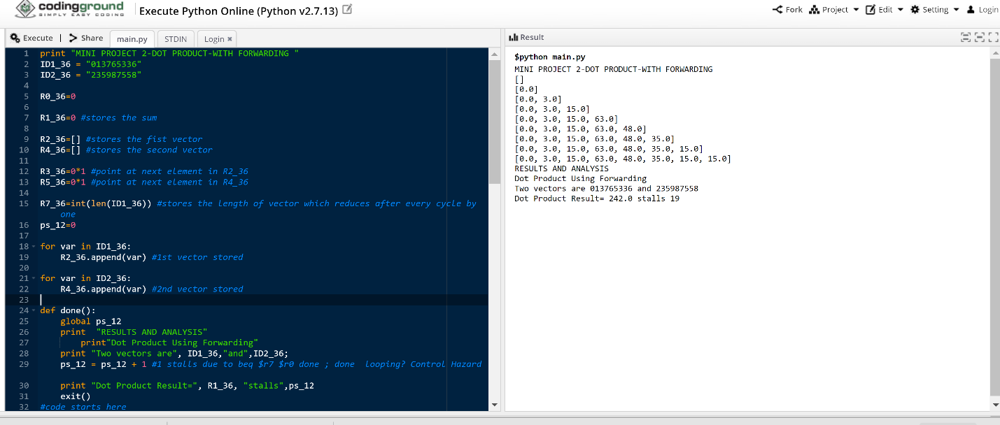 codingground
SIMPLY EASY CODING
Execute Python Online (Python v2.7.13)
Fork Project Edit Setting Login
Execute | Share main.py STDIN Login ×
Result
1 print "MINI PROJECT 2-DOT PRODUCT-WITH FORWARDING "
2 ID1_36 = "013765336"
3 ID2_36 = "235987558"
4
5 R0_36=0
6
7 R1_36=0 #stores the sum
8
9 R2_36=[] #stores the fist vector
10 R4_36=[] #stores the second vector
11
12 R3_36=0*1 #point at next element in R2_36
13 R5_36=0*1 #point at next element in R4_36
14
15 R7_36=int(len(ID1_36)) #stores the length of vector which reduces after every cycle by
one
16 ps_12=0
17
18 for var in ID1_36:
19 R2_36.append(var) #1st vector stored
20
21 for var in ID2_36:
22 R4_36.append(var) #2nd vector stored
23
24 def done():
25 global ps_12
26 print "RESULTS AND ANALYSIS"
27 print"Dot Product Using Forwarding"
28 print "Two vectors are", ID1_36,"and",ID2_36;
29 ps_12 = ps_12 + 1 #1 stalls due to beq $r7 $r0 done ; done looping? Control Hazard
30 print "Dot Product Result=", R1_36, "stalls",ps_12
31 exit()
32 #code starts here
$python main.py
MINI PROJECT 2-DOT PRODUCT-WITH FORWARDING
[]
[0.0]
[0.0, 3.0]
[0.0, 3.0, 15.0]
[0.0, 3.0, 15.0, 63.0]
[0.0, 3.0, 15.0, 63.0, 48.0]
[0.0, 3.0, 15.0, 63.0, 48.0, 35.0]
[0.0, 3.0, 15.0, 63.0, 48.0, 35.0, 15.0]
[0.0, 3.0, 15.0, 63.0, 48.0, 35.0, 15.0, 15.0]
RESULTS AND ANALYSIS
Dot Product Using Forwarding
Two vectors are 013765336 and 235987558
Dot Product Result= 242.0 stalls 19